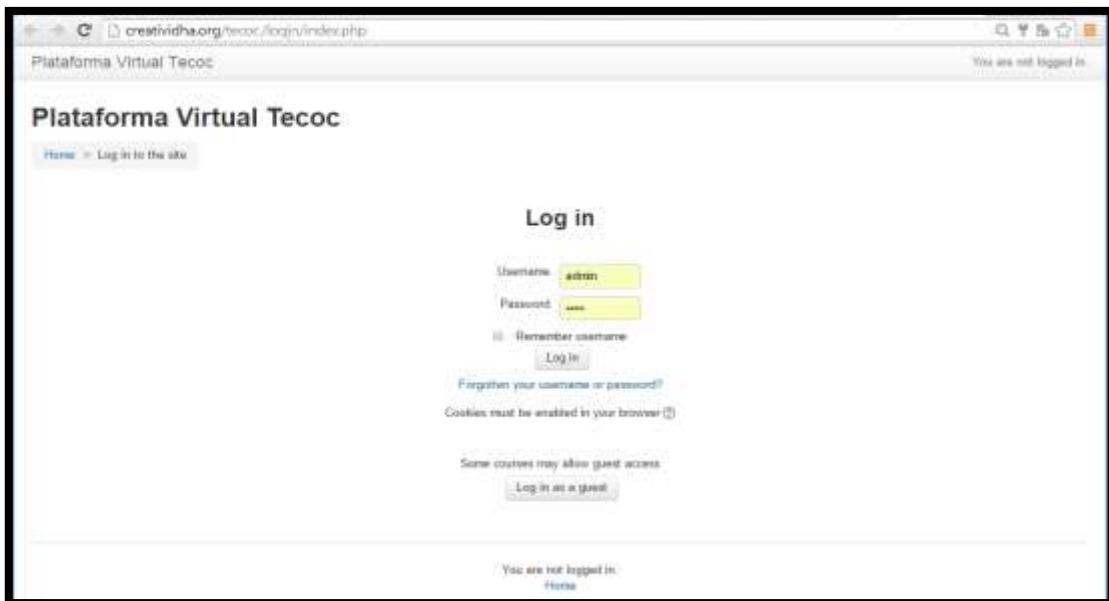 creatividha.org/tecoc/login/index.php
Plataforma Virtual Tecoc
You are not logged in.
Plataforma Virtual Tecoc
Home > Log in to the site
Log in
Username admin
Password ••••
Remember username
Log in
Forgotten your username or password?
Cookies must be enabled in your browser
Some courses may allow guest access
Log in as a guest
You are not logged in.
Home